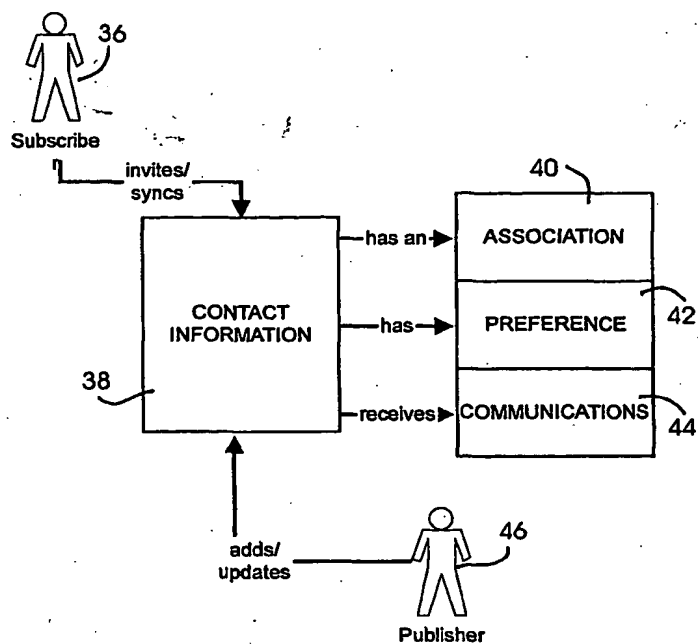 36
Subscribe
r
invites/
syncs
40
has an
ASSOCIATION
CONTACT
INFORMATION
has
PREFERENCE
42
38
receives
COMMUNICATIONS
44
adds/
updates
46
Publisher